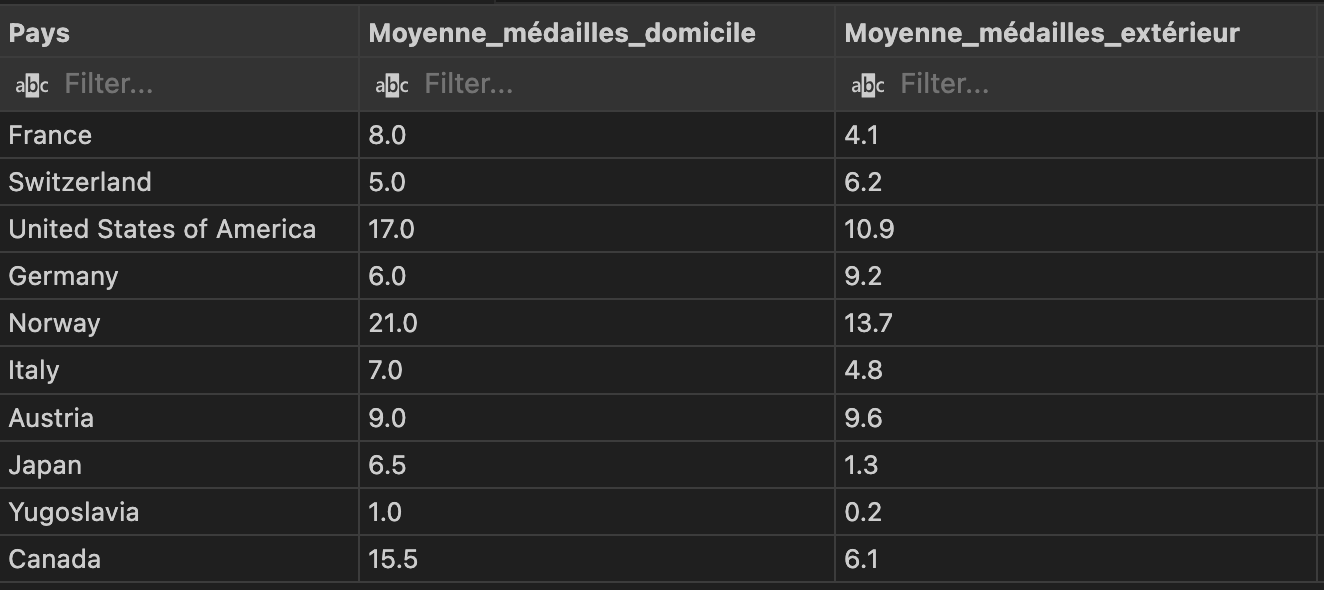 Pays Moyenne_médailles_domicile Moyenne_médailles_extérieur
abc Filter... abc Filter... abc Filter...
France 8.0 4.1
Switzerland 5.0 6.2
United States of America 17.0 10.9
Germany 6.0 9.2
Norway 21.0 13.7
Italy 7.0 4.8
Austria 9.0 9.6
Japan 6.5 1.3
Yugoslavia 1.0 0.2
Canada 15.5 6.1